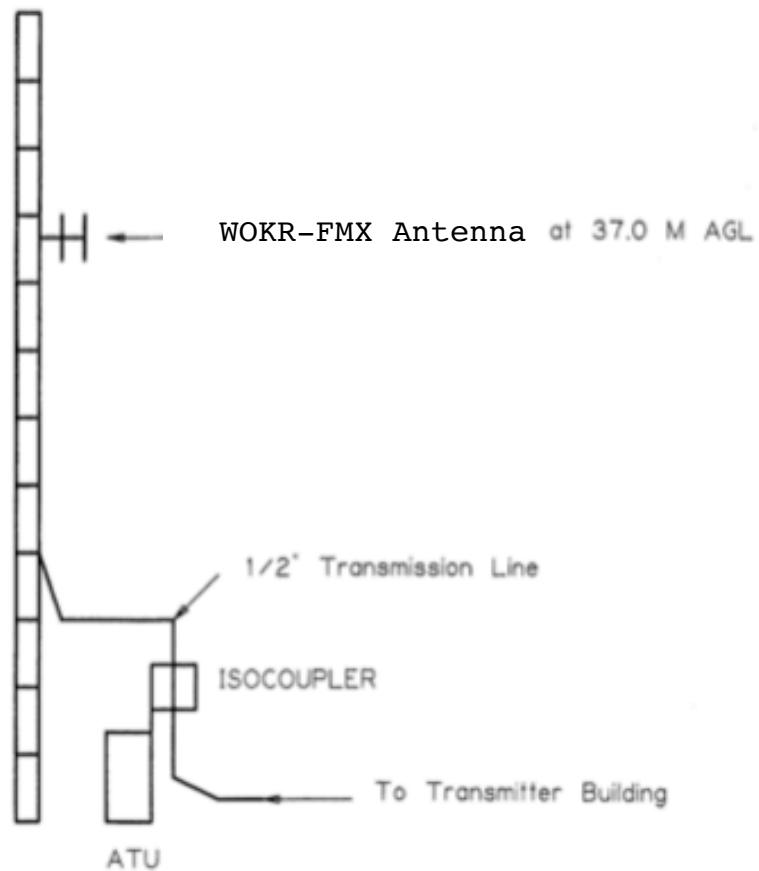 WOKR-FMX Antenna at 37.0 M AGL
1/2" Transmission Line
ISOCOUPLER
To Transmitter Building
ATU